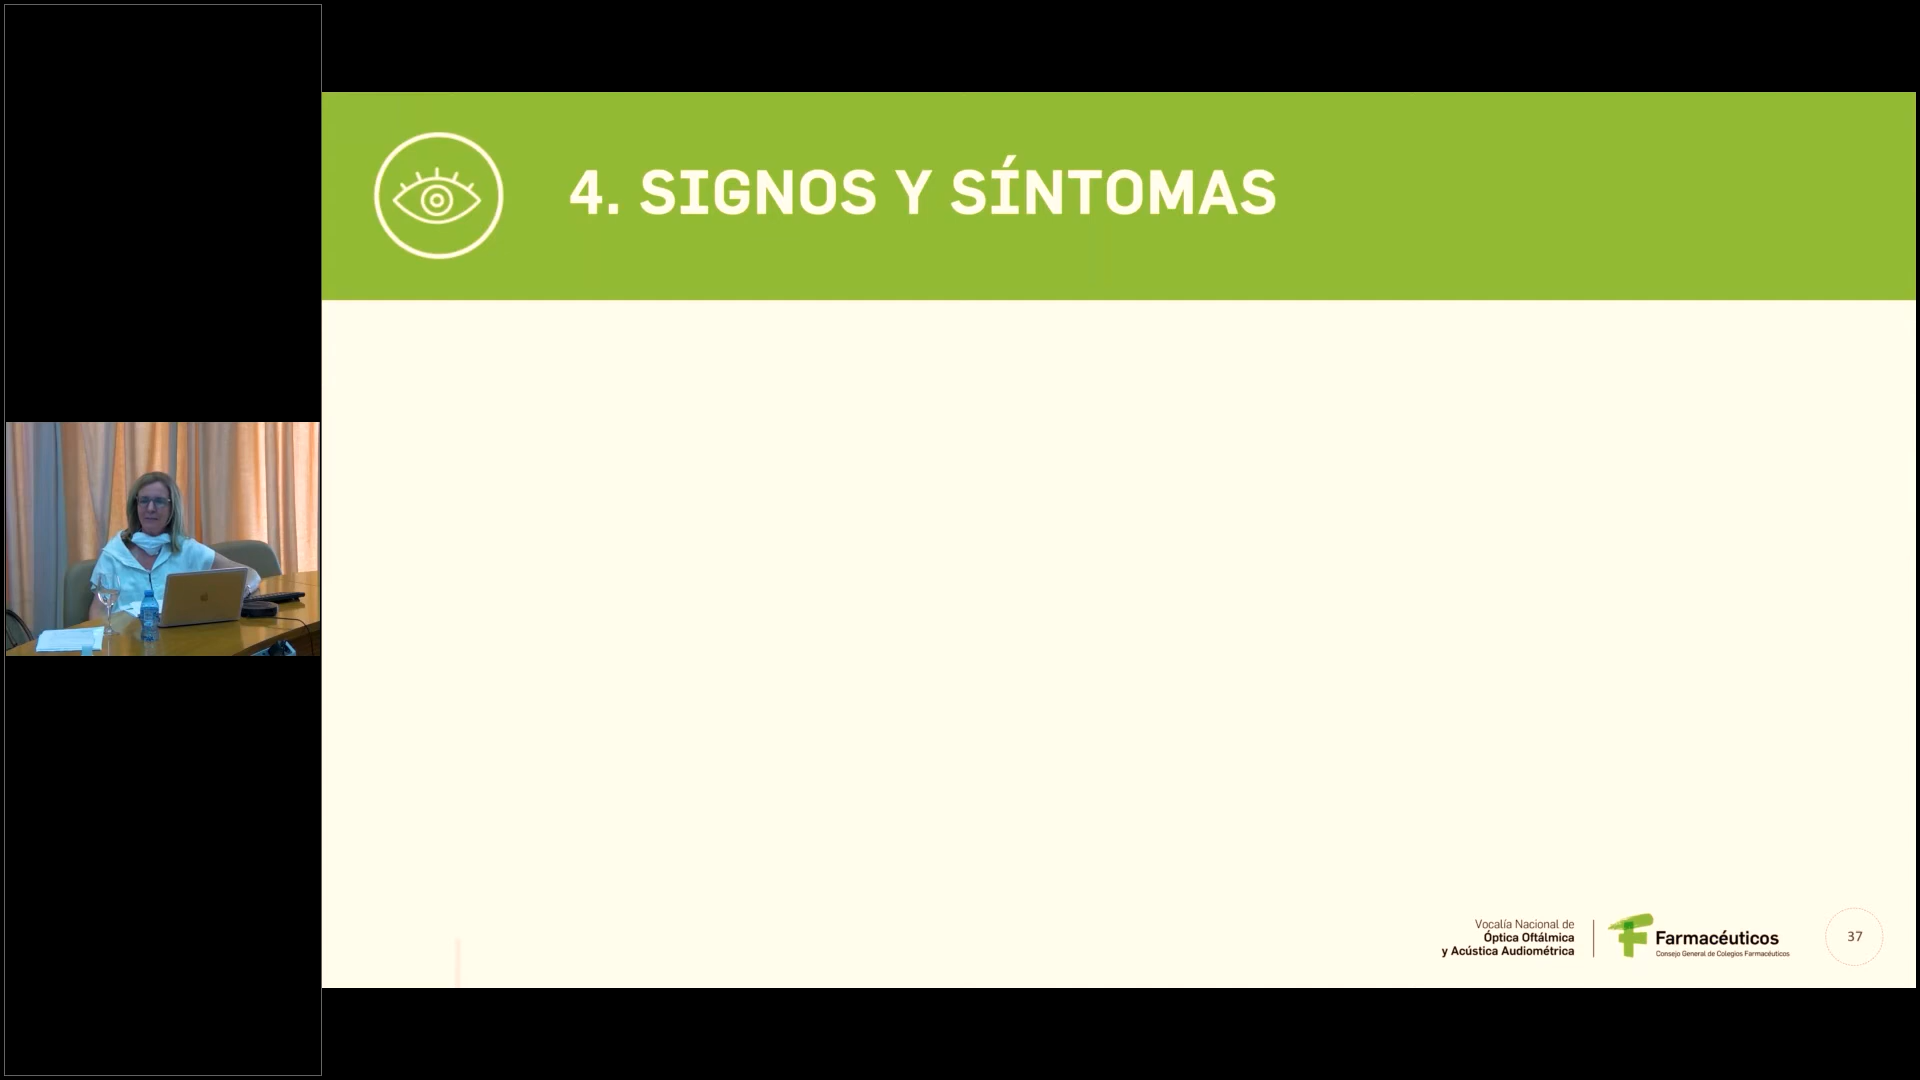 4. SIGNOS Y SÍNTOMAS
Vocalía Nacional de
Óptica Oftálmica
y Acústica Audiométrica
Farmacéuticos
Consejo General de Colegios Farmacéuticos
37